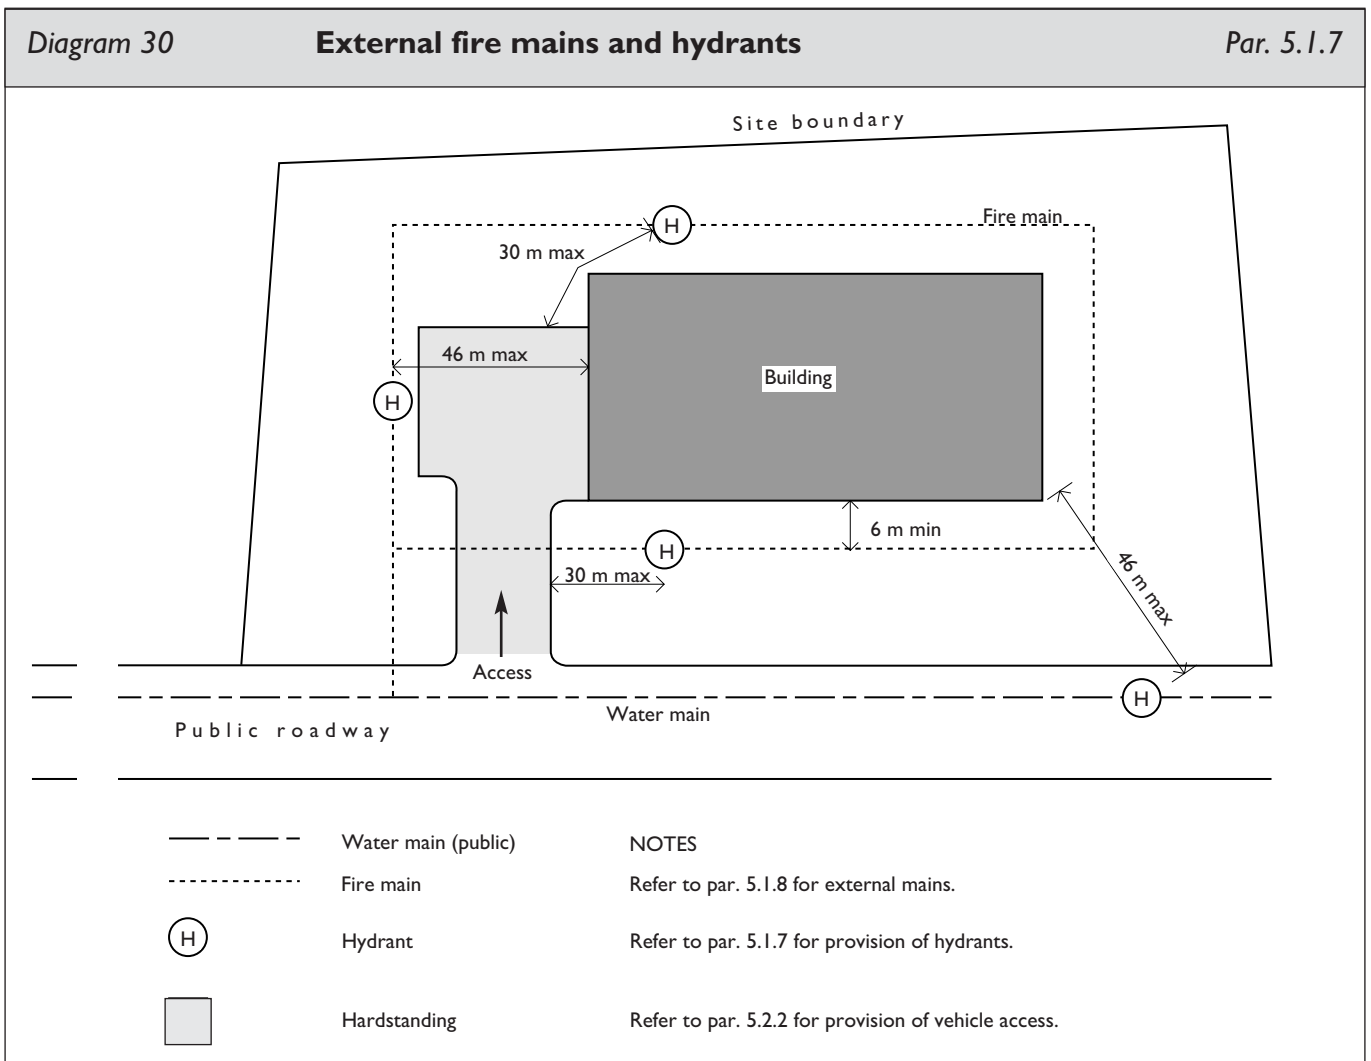 Diagram 30 External fire mains and hydrants Par. 5.1.7
Site boundary
Fire main
H
30 m max
46 m max
Building
H
6 m min
H
30 m max
46 m max
Access
H
Water main
Public roadway
Water main (public) NOTES
Fire main Refer to par. 5.1.8 for external mains.
H Hydrant Refer to par. 5.1.7 for provision of hydrants.
Hardstanding Refer to par. 5.2.2 for provision of vehicle access.